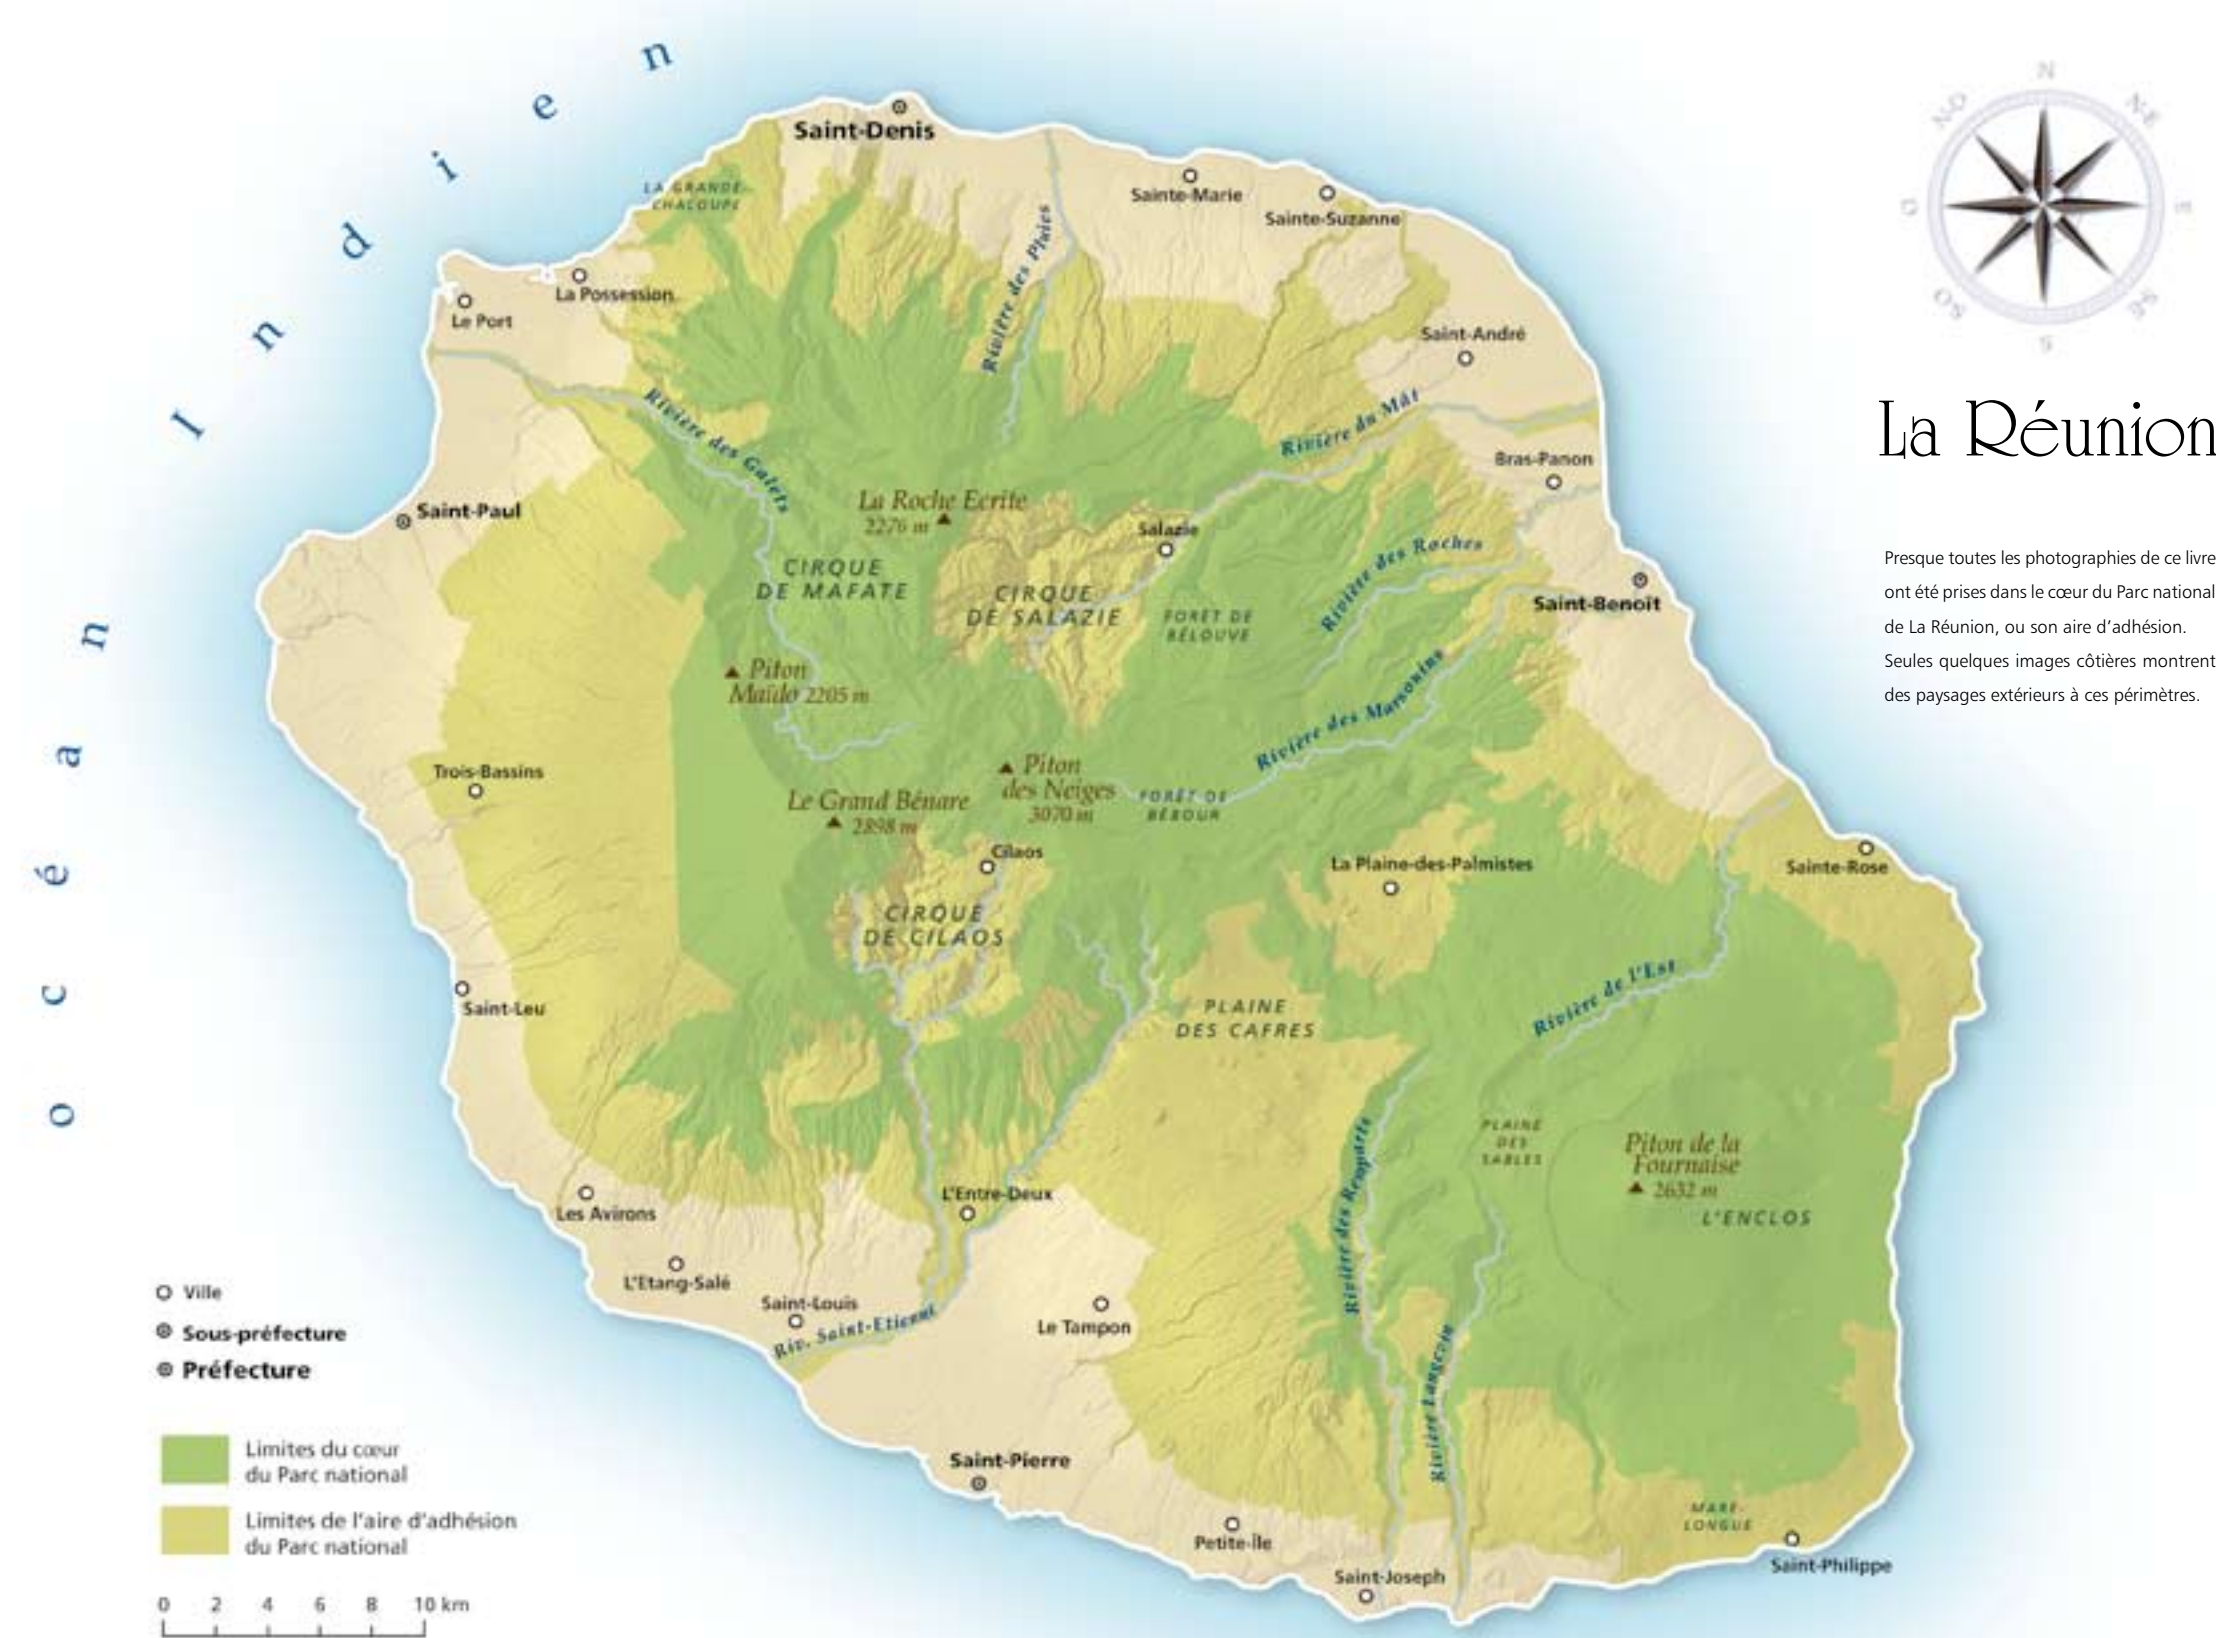 océan Indien
Saint-Denis
LA GRANDE-
CHALOUPE
Sainte-Marie
Sainte-Suzanne
La Possession
Le Port
Rivière des Pluies
Saint-André
Rivière des Galets
Rivière du Mât
Bras-Panon
Saint-Paul
La Roche Ecrite
2276 m
Salazie
Rivière des Roches
CIRQUE
DE MAFATE
CIRQUE
DE SALAZIE
FORÊT DE
BÉLOUVE
Saint-Benoît
Piton
Maïdo 2205 m
Rivière des Marsouins
Trois-Bassins
Piton
des Neiges
3070 m
Le Grand Bénare
2898 m
FORÊT DE
BÉBOUR
Cilaos
La Plaine-des-Palmistes
Sainte-Rose
CIRQUE
DE CILAOS
Rivière de l'Est
Saint-Leu
PLAINE
DES CAFRES
PLAINE
DES
SABLES
Piton de la
Fournaise
2632 m
L'ENCLOS
Rivière des Remparts
L'Entre-Deux
Les Avirons
L'Etang-Salé
Saint-Louis
Riv. Saint-Etienne
Le Tampon
Rivière Langevin
Saint-Pierre
MARE-
LONGUE
Petite-Île
Saint-Philippe
Saint-Joseph
Ville
Sous-préfecture
Préfecture
Limites du cœur
du Parc national
Limites de l'aire d'adhésion
du Parc national
0 2 4 6 8 10 km
N
N-O N-E
O E
SO SE
S
La Réunion
Presque toutes les photographies de ce livre
ont été prises dans le cœur du Parc national
de La Réunion, ou son aire d'adhésion.
Seules quelques images côtières montrent
des paysages extérieurs à ces périmètres.